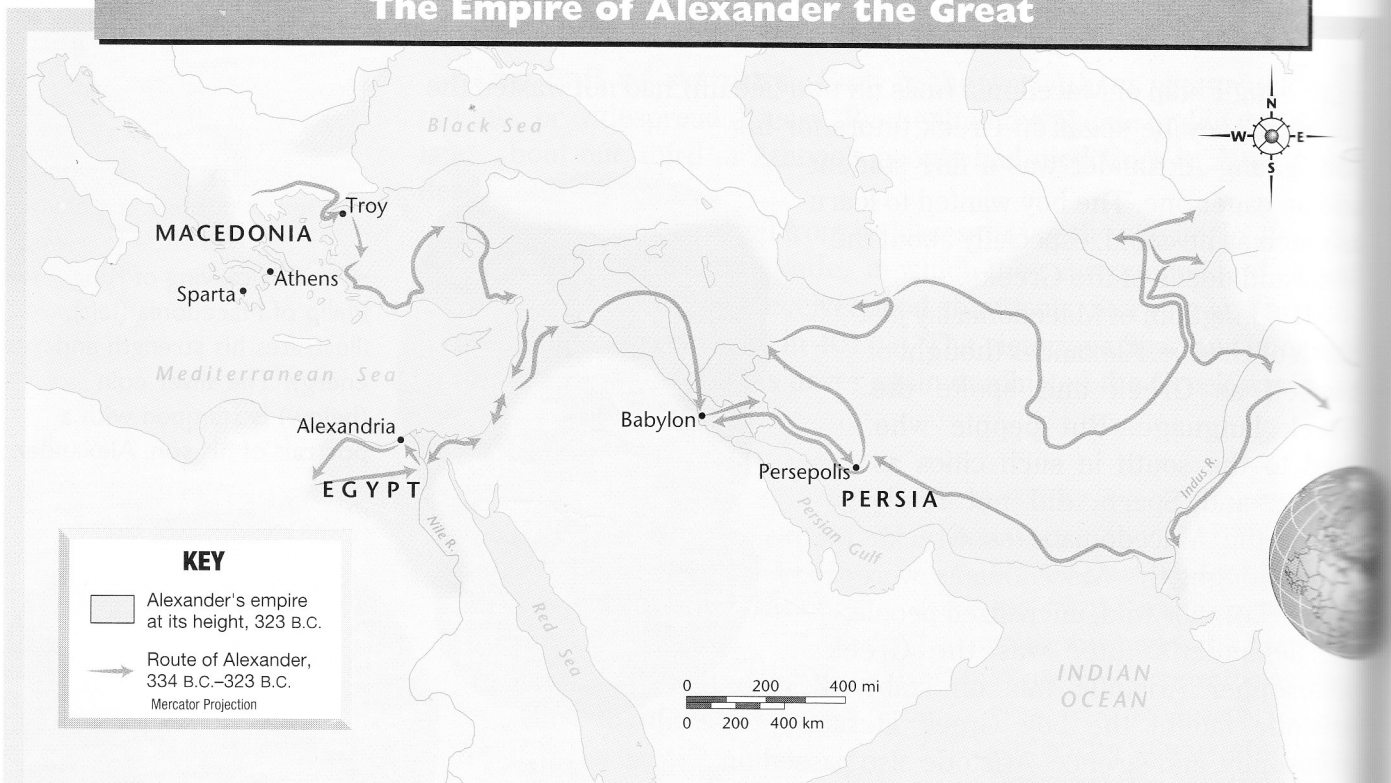 The Empire of Alexander the Great
Black Sea
N
W
E
S
Troy
MACEDONIA
Athens
Sparta
Mediterranean Sea
Alexandria
Babylon
EGYPT
Persepolis
PERSIA
Indus R.
Nile R.
Persian Gulf
Red Sea
INDIAN
OCEAN
KEY
Alexander's empire
at its height, 323 B.C.
Route of Alexander,
334 B.C.–323 B.C.
Mercator Projection
0 200 400 mi
0 200 400 km